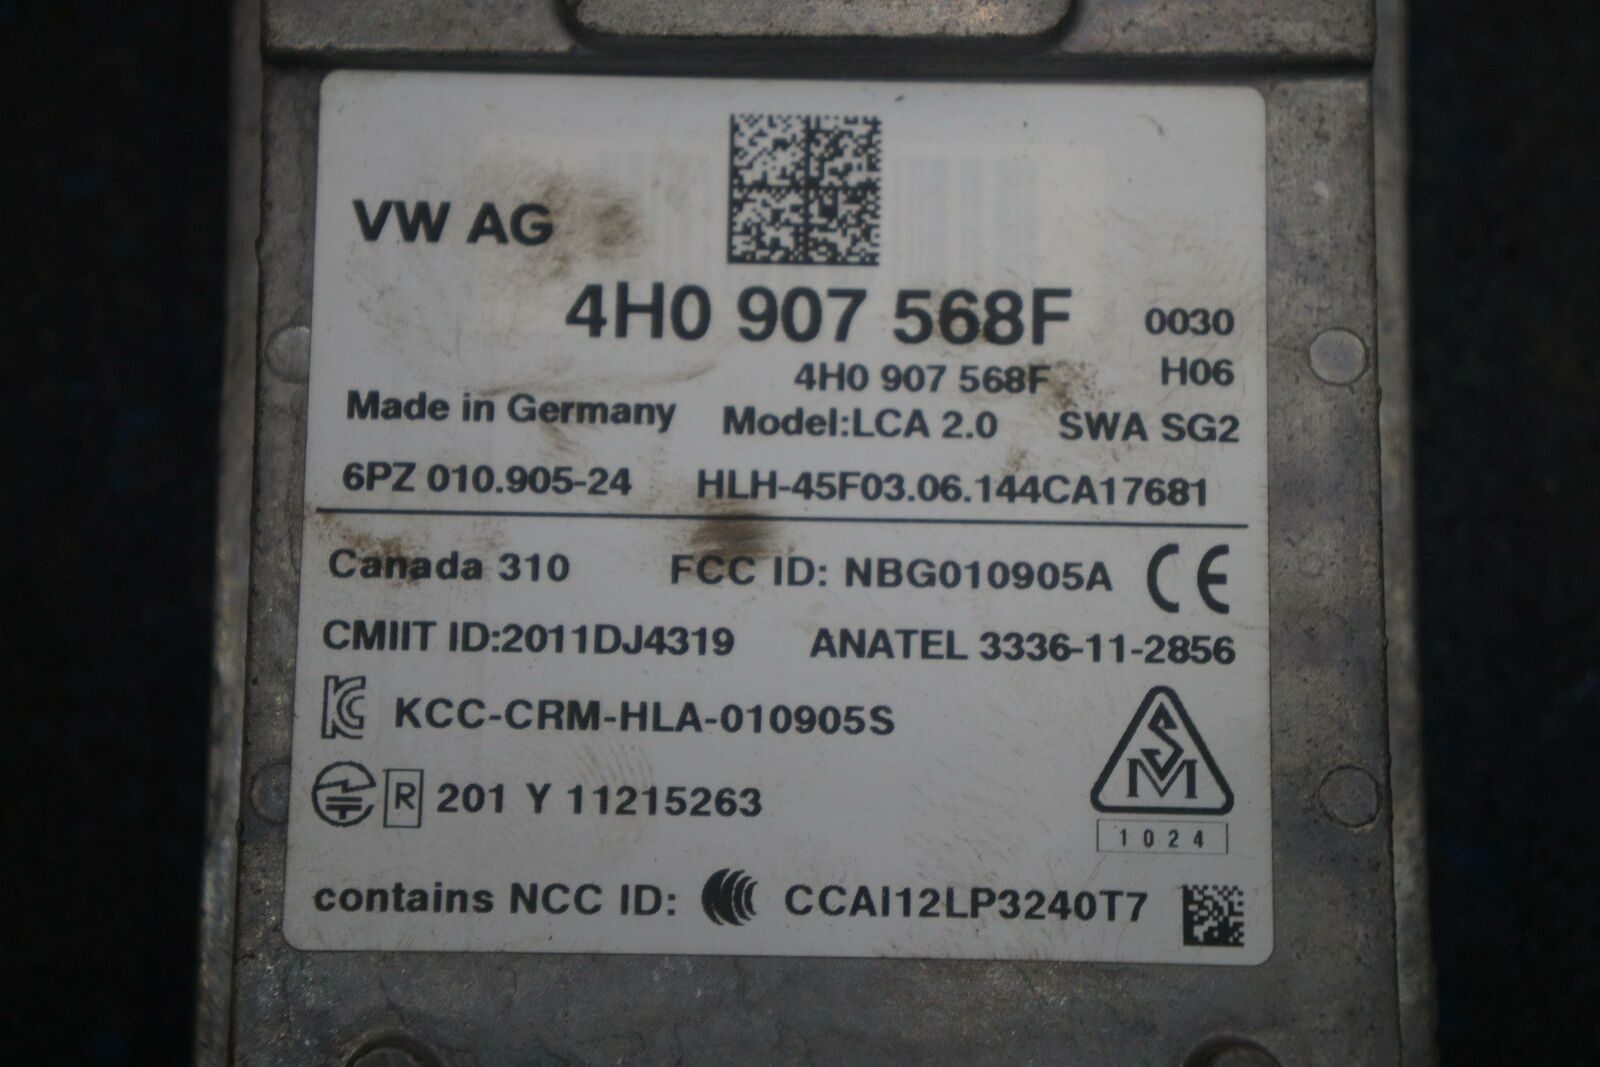 VW AG
4H0 907 568F 0030
4H0 907 568F H06
Made in Germany Model:LCA 2.0 SWA SG2
6PZ 010.905-24 HLH-45F03.06.144CA17681
Canada 310 FCC ID: NBG010905A CE
CMIIT ID:2011DJ4319 ANATEL 3336-11-2856
KC KCC-CRM-HLA-010905S
SM
R 201 Y 11215263
1024
contains NCC ID: CCAI12LP3240T7